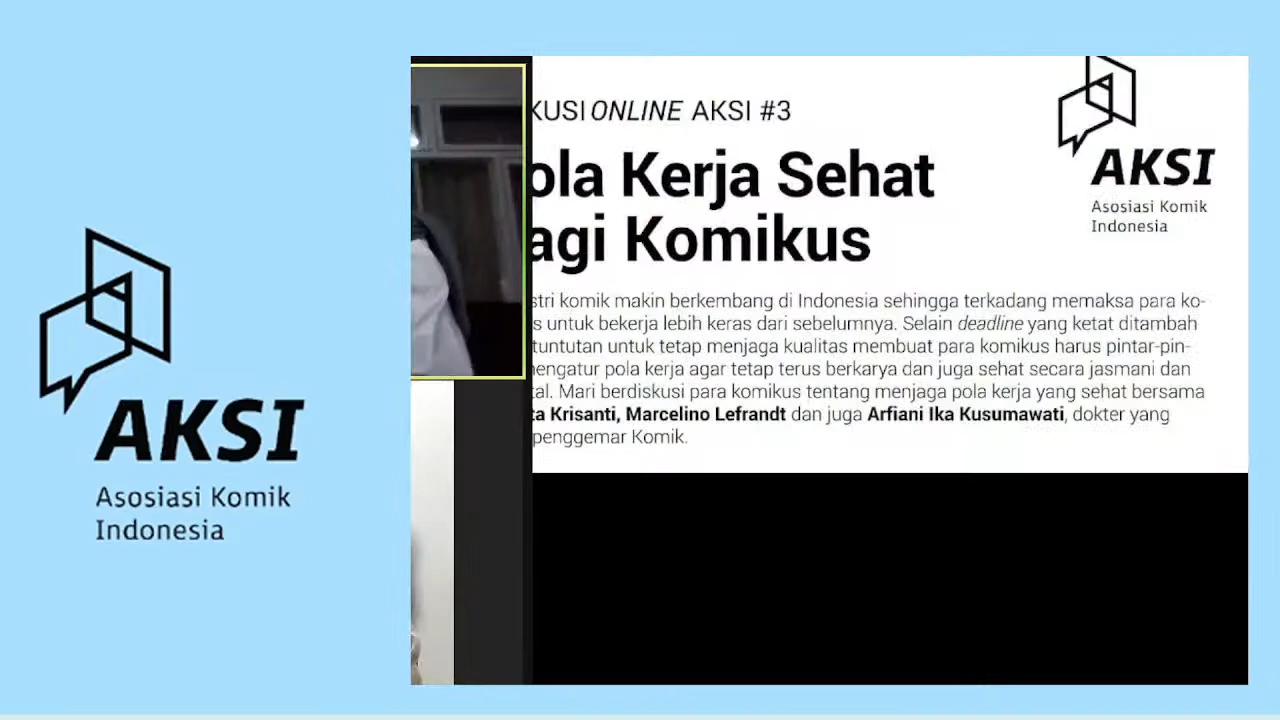 AKSI
Asosiasi Komik
Indonesia
KUSI ONLINE AKSI #3
ola Kerja Sehat
agi Komikus
AKSI
Asosiasi Komik
Indonesia
stri komik makin berkembang di Indonesia sehingga terkadang memaksa para ko-
s untuk bekerja lebih keras dari sebelumnya. Selain deadline yang ketat ditambah
tuntutan untuk tetap menjaga kualitas membuat para komikus harus pintar-pin-
mengatur pola kerja agar tetap terus berkarya dan juga sehat secara jasmani dan
tal. Mari berdiskusi para komikus tentang menjaga pola kerja yang sehat bersama
ta Krisanti, Marcelino Lefrandt dan juga Arfiani Ika Kusumawati, dokter yang
penggemar Komik.